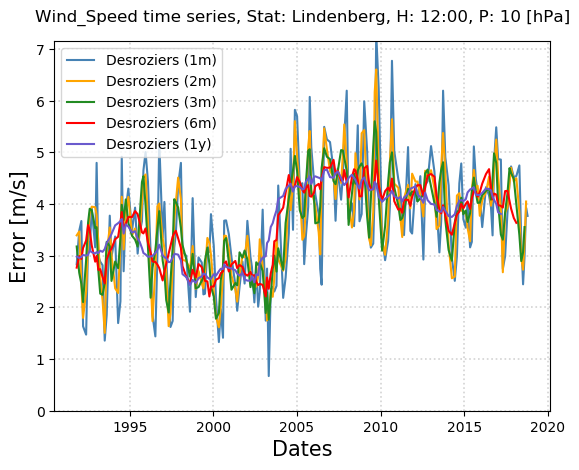 Wind_Speed time series, Stat: Lindenberg, H: 12:00, P: 10 [hPa]
7
6
5
4
3
2
1
0
Error [m/s]
Desroziers (1m)
Desroziers (2m)
Desroziers (3m)
Desroziers (6m)
Desroziers (1y)
1995
2000
2005
2010
2015
2020
Dates